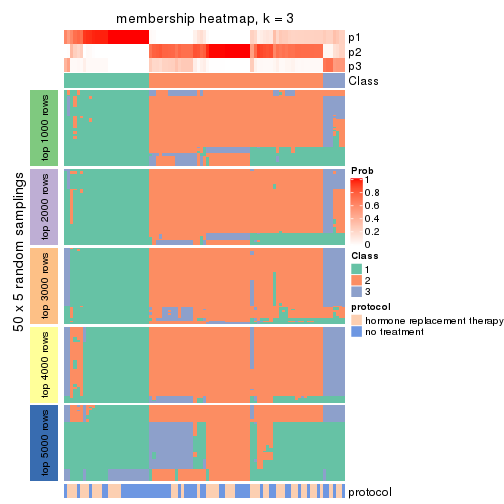 membership heatmap, k = 3
p1
p2
p3
Class
50 x 5 random samplings
top 1000 rows
top 2000 rows
top 3000 rows
top 4000 rows
top 5000 rows
Prob
1
0.8
0.6
0.4
0.2
0
Class
1
2
3
protocol
hormone replacement therapy
no treatment
protocol